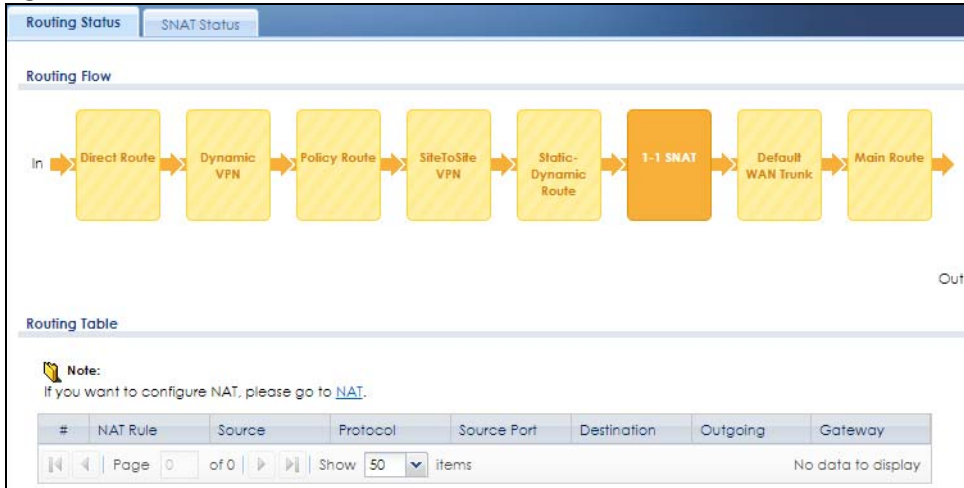 Routing Status SNAT Status
Routing Flow
In Direct Route Dynamic VPN Policy Route SiteToSite VPN Static-Dynamic Route 1-1 SNAT Default WAN Trunk Main Route
Out
Routing Table
Note:
If you want to configure NAT, please go to NAT.
# NAT Rule Source Protocol Source Port Destination Outgoing Gateway
Page 0 of 0 Show 50 items No data to display